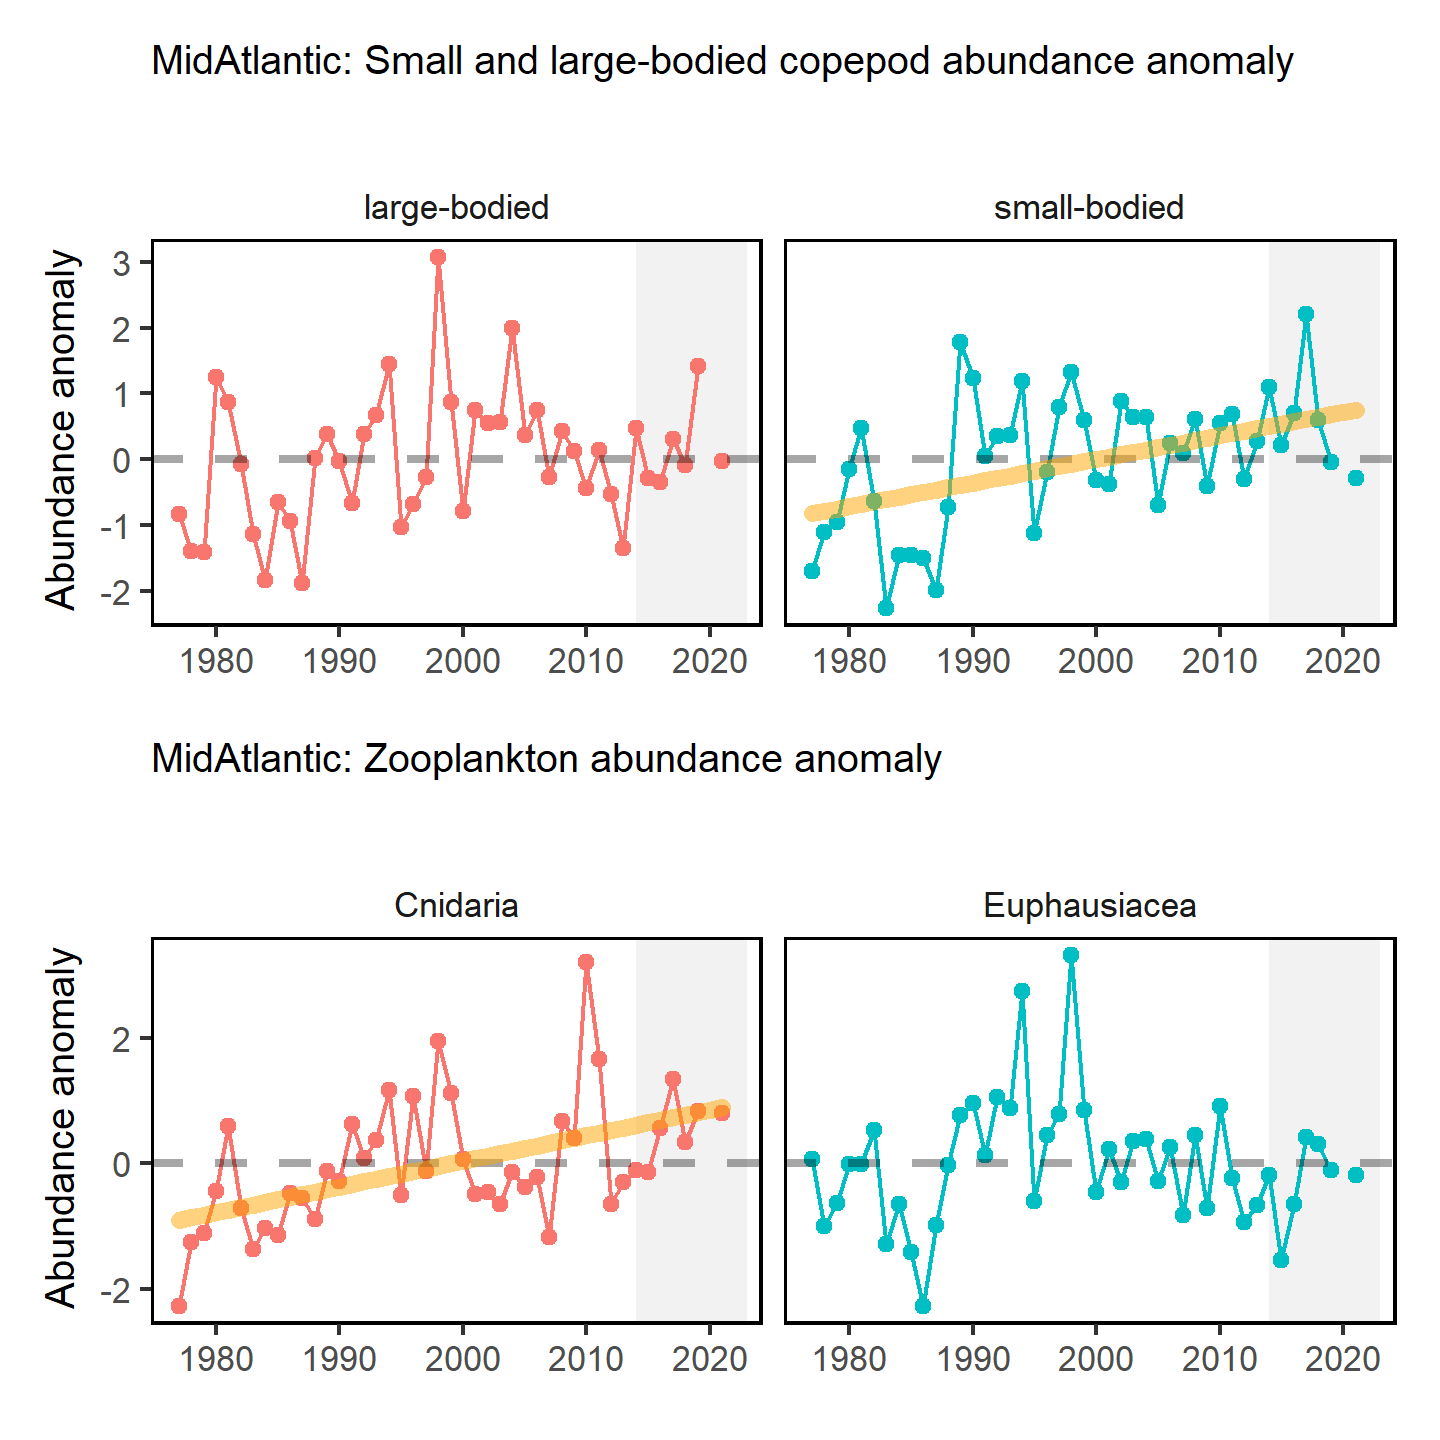 MidAtlantic: Small and large-bodied copepod abundance anomaly
large-bodied
small-bodied
Abundance anomaly
3
2
1
0
-1
-2
1980 1990 2000 2010 2020
1980 1990 2000 2010 2020
MidAtlantic: Zooplankton abundance anomaly
Cnidaria
Euphausiacea
Abundance anomaly
2
0
-2
1980 1990 2000 2010 2020
1980 1990 2000 2010 2020